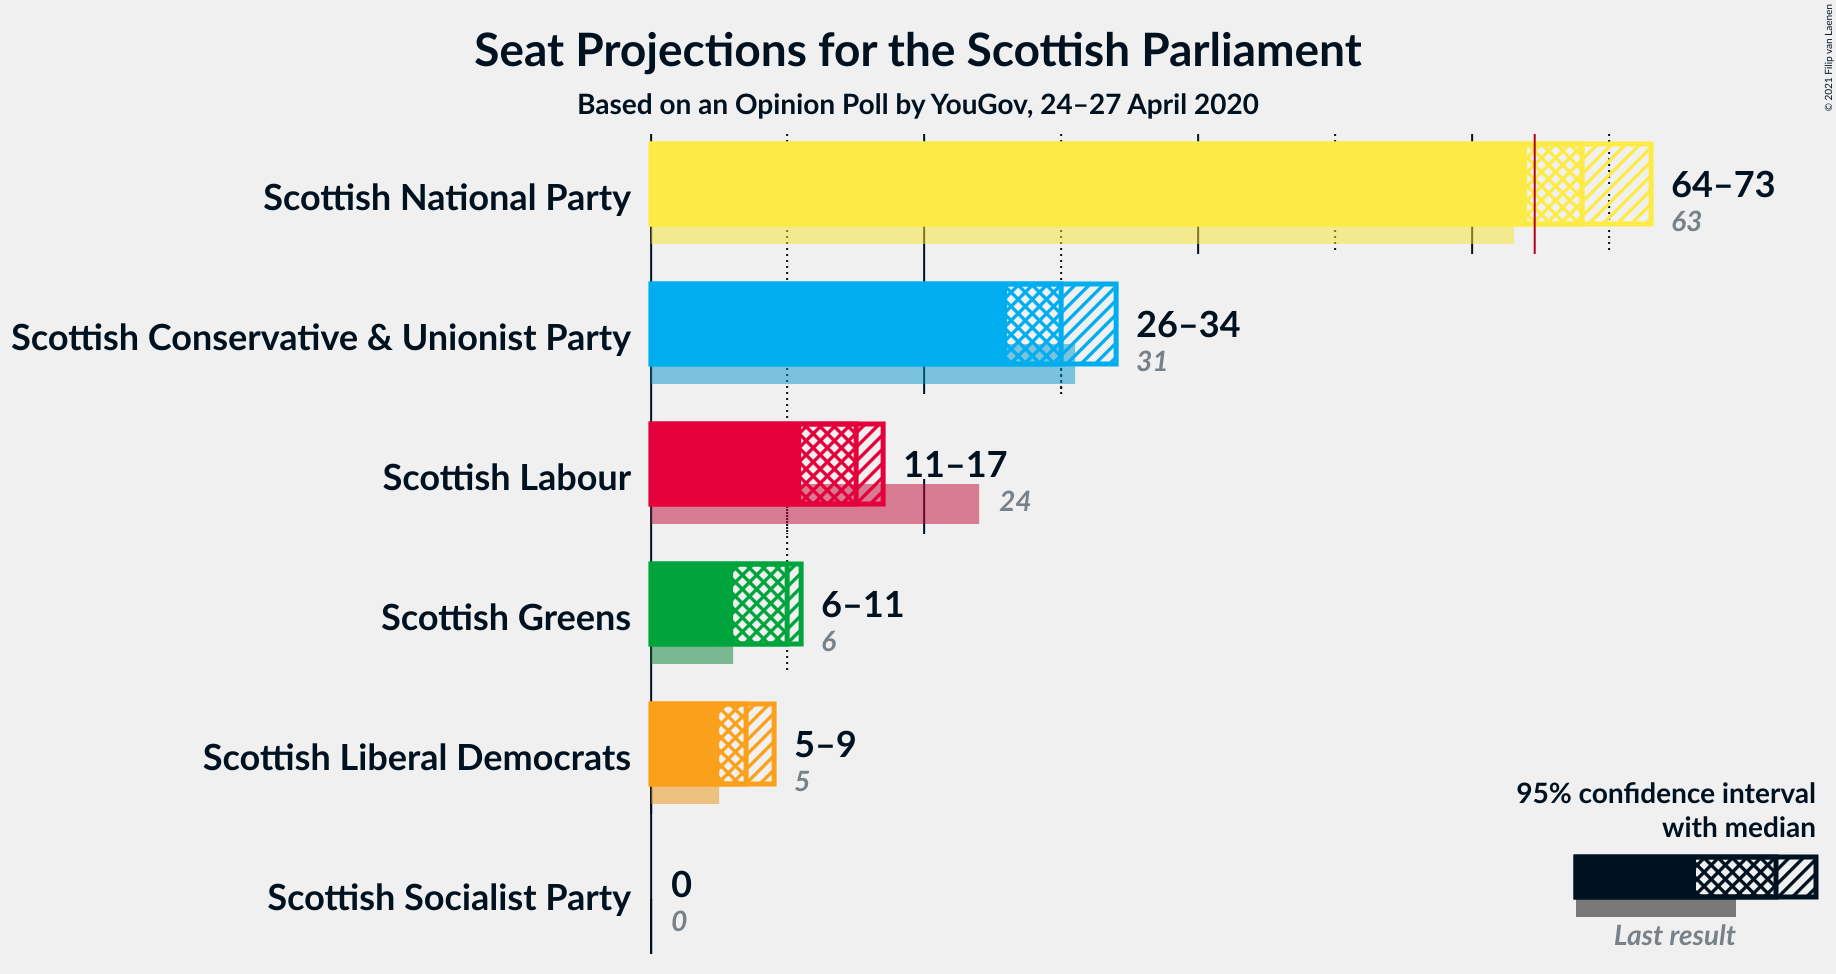 Seat Projections for the Scottish Parliament
Based on an Opinion Poll by YouGov, 24–27 April 2020
© 2021 Filip van Laenen
Scottish National Party
64–73
63
Scottish Conservative & Unionist Party
26–34
31
Scottish Labour
11–17
24
Scottish Greens
6–11
6
Scottish Liberal Democrats
5–9
5
Scottish Socialist Party
0
0
95% confidence interval
with median
Last result